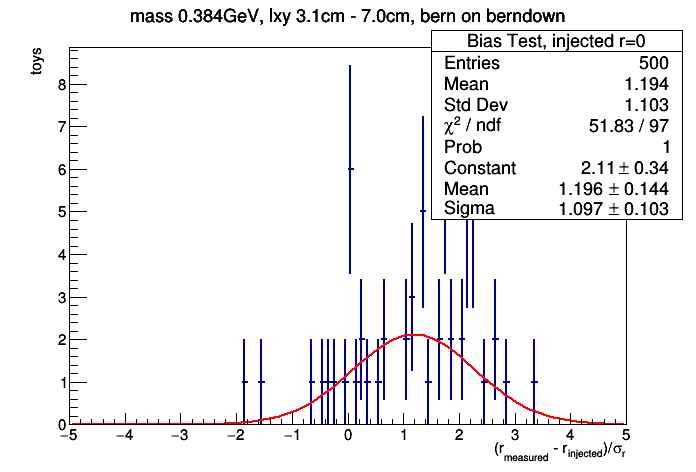 mass 0.384GeV, lxy 3.1cm - 7.0cm, bern on berndown
Bias Test, injected r=0
Entries 500
Mean 1.194
Std Dev 1.103
χ² / ndf 51.83 / 97
Prob 1
Constant 2.11 ± 0.34
Mean 1.196 ± 0.144
Sigma 1.097 ± 0.103
toys
8
7
6
5
4
3
2
1
0
−5 −4 −3 −2 −1 0 1 2 3 4 5
(r_measured - r_injected)/σ_r